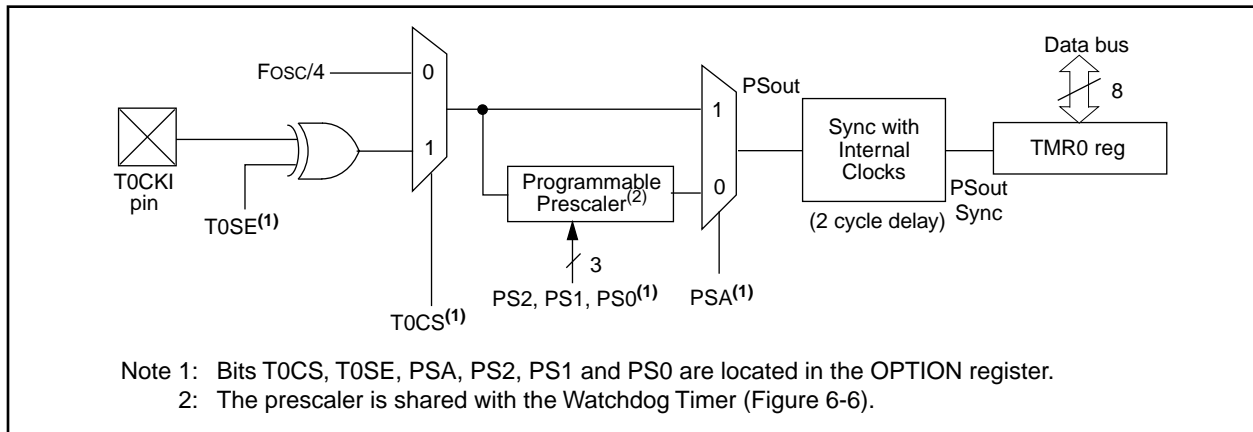 Data bus
8
FOSC/4
0
1
T0CKI
pin
T0SE(1)
T0CS(1)
Programmable
Prescaler(2)
3
PS2, PS1, PS0(1)
1
0
PSA(1)
PSout
Sync with
Internal
Clocks
(2 cycle delay)
PSout
Sync
TMR0 reg
Note 1: Bits T0CS, T0SE, PSA, PS2, PS1 and PS0 are located in the OPTION register.
2: The prescaler is shared with the Watchdog Timer (Figure 6-6).